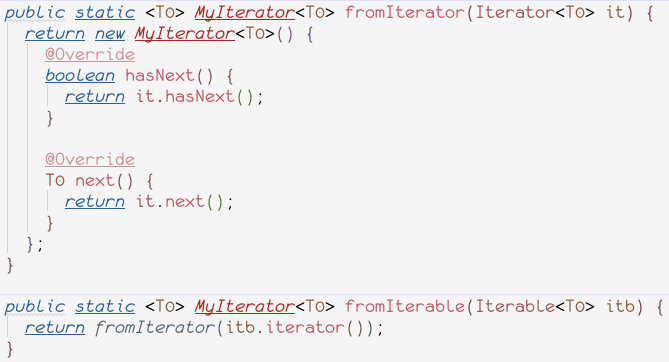 public static <T0> MyIterator<T0> fromIterator(Iterator<T0> it) {
return new MyIterator<T0>() {
@Override
boolean hasNext() {
return it.hasNext();
}
@Override
T0 next() {
return it.next();
}
};
}
public static <T0> MyIterator<T0> fromIterable(Iterable<T0> itb) {
return fromIterator(itb.iterator());
}